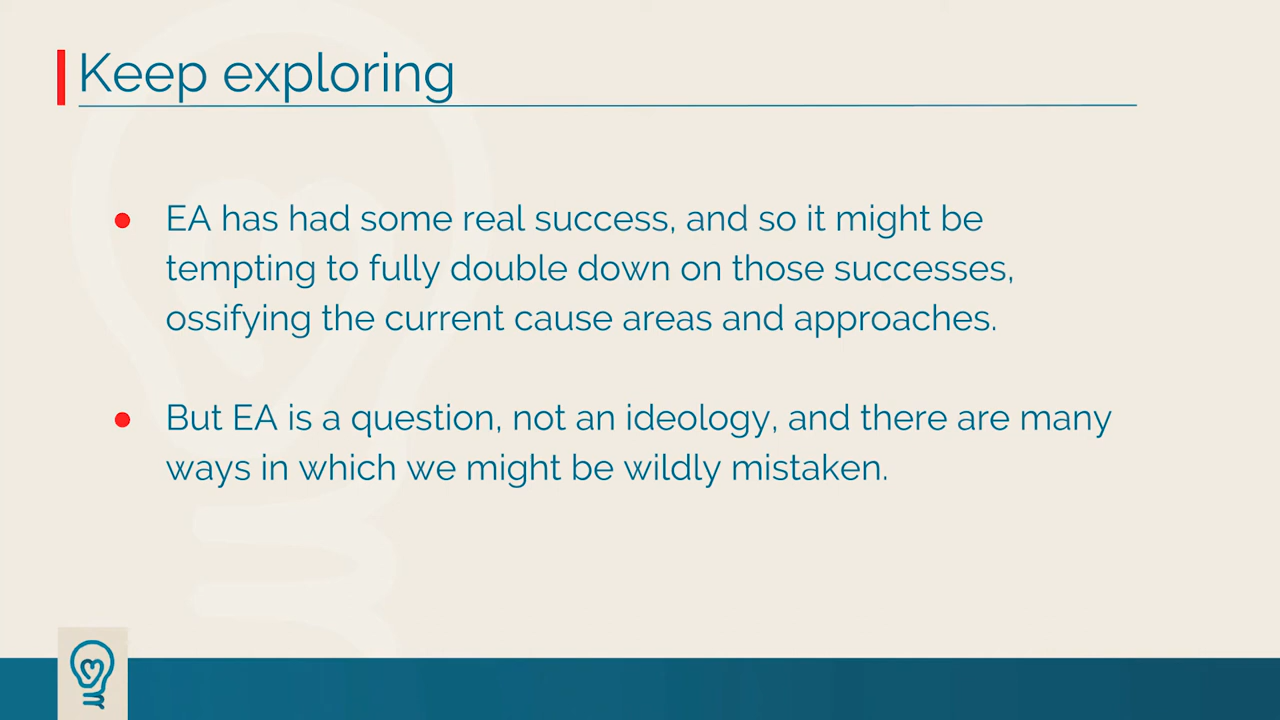 Keep exploring
EA has had some real success, and so it might be
tempting to fully double down on those successes,
ossifying the current cause areas and approaches.
But EA is a question, not an ideology, and there are many
ways in which we might be wildly mistaken.